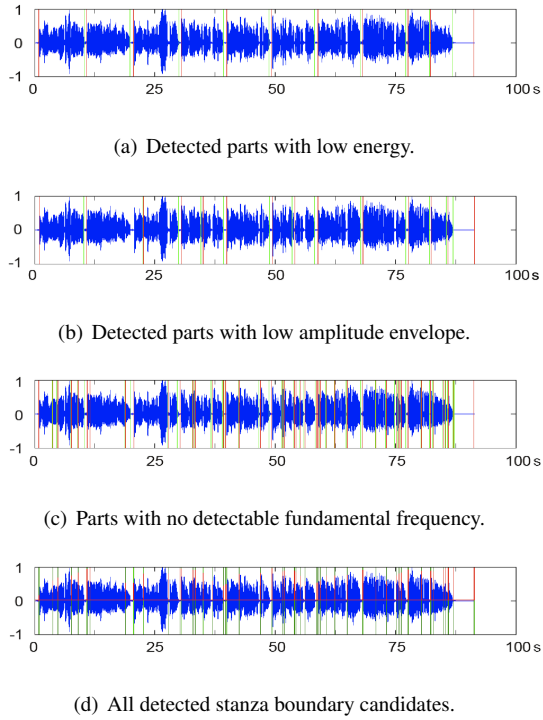 1
0
-1
0 25 50 75 100 s
(a) Detected parts with low energy.
1
0
-1
0 25 50 75 100 s
(b) Detected parts with low amplitude envelope.
1
0
-1
0 25 50 75 100 s
(c) Parts with no detectable fundamental frequency.
1
0
-1
0 25 50 75 100 s
(d) All detected stanza boundary candidates.